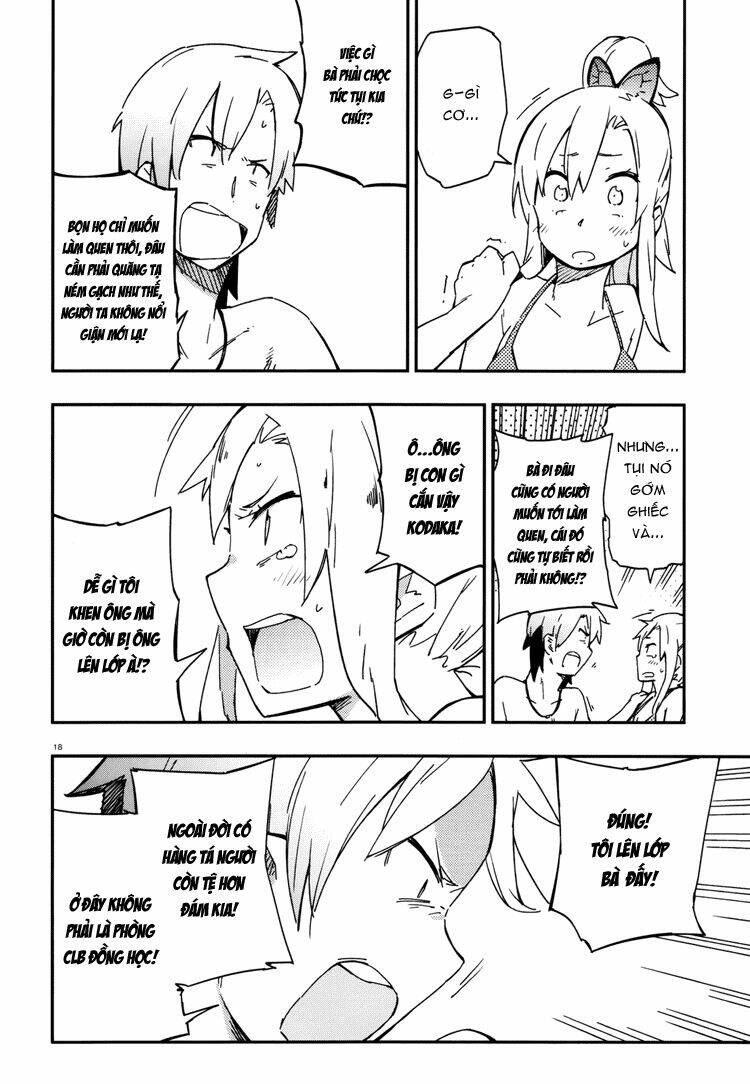 G-GÌ
CƠ...
VIỆC GÌ
BÀ PHẢI CHỌC
TỨC TỤI KIA
CHỨ!?
BỌN HỌ CHỈ MUỐN
LÀM QUEN THÔI, ĐÂU
CẦN PHẢI QUĂNG TẠ
NÉM GẠCH NHƯ THẾ,
NGƯỜI TA KHÔNG NỔI
GIẬN MỚI LẠ!
NHƯNG...
TỤI NÓ
GỚM
GHIẾC
VÀ...
BÀ ĐI ĐÂU
CŨNG CÓ NGƯỜI
MUỐN TỚI LÀM
QUEN, CÁI ĐÓ
CŨNG TỰ BIẾT RỒI
PHẢI KHÔNG!?
Ô...ÔNG
BỊ CON GÌ
CẮN VẬY
KODAKA!
DỄ GÌ TÔI
KHEN ÔNG MÀ
GIỜ CÒN BỊ ÔNG
LÊN LỚP À!?
18
ĐÚNG!
TÔI LÊN LỚP
BÀ ĐẤY!
NGOÀI ĐỜI CÓ
HÀNG TÁ NGƯỜI
CÒN TỆ HƠN
ĐÁM KIA!
Ở ĐÂY KHÔNG
PHẢI LÀ PHÒNG
CLB ĐỒNG HỌC!